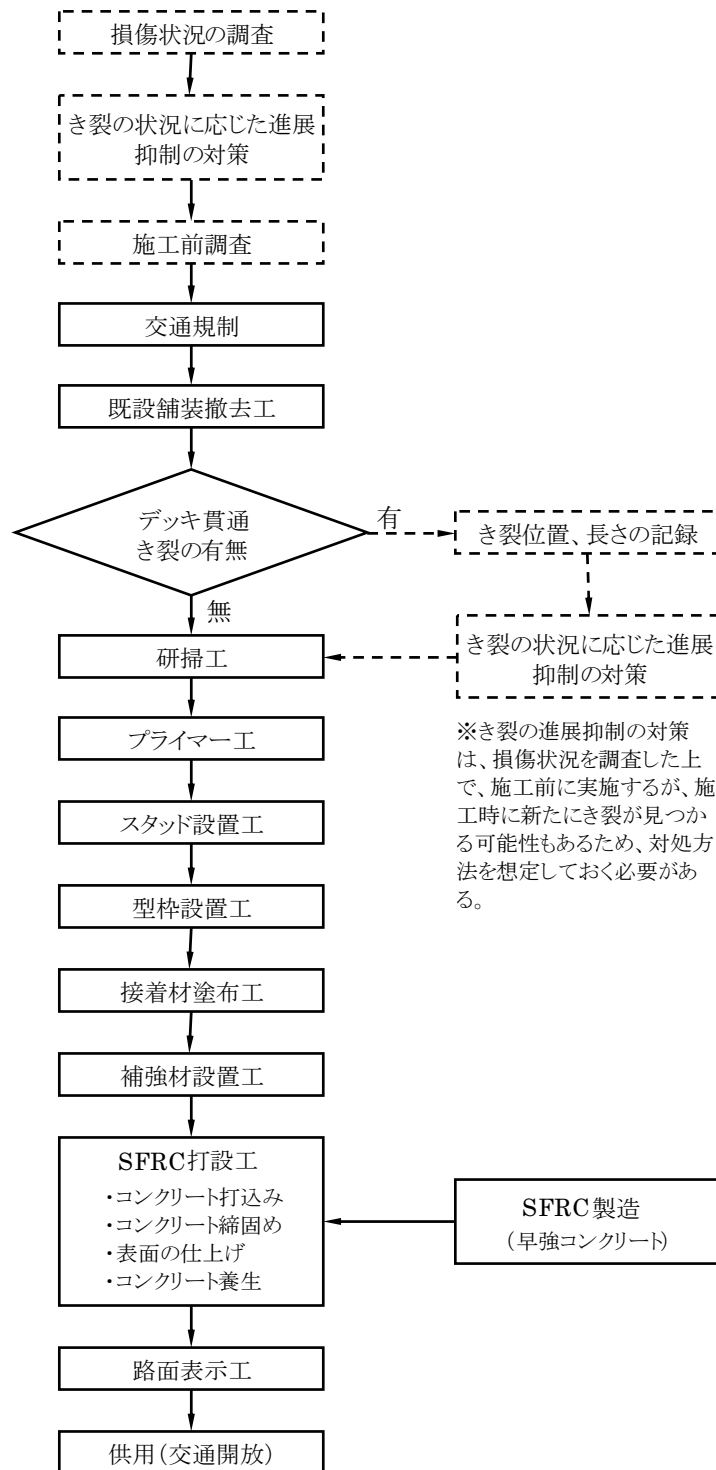 損傷状況の調査
き裂の状況に応じた進展
抑制の対策
施工前調査
交通規制
既設舗装撤去工
デッキ貫通
き裂の有無
有
き裂位置、長さの記録
き裂の状況に応じた進展
抑制の対策
※き裂の進展抑制の対策
は、損傷状況を調査した上
で、施工前に実施するが、施
工時に新たにき裂が見つか
る可能性もあるため、対処方
法を想定しておく必要があ
る。
無
研掃工
プライマー工
スタッド設置工
型枠設置工
接着材塗布工
補強材設置工
SFRC打設工
・コンクリート打込み
・コンクリート締固め
・表面の仕上げ
・コンクリート養生
SFRC製造
（早強コンクリート）
路面表示工
供用（交通開放）